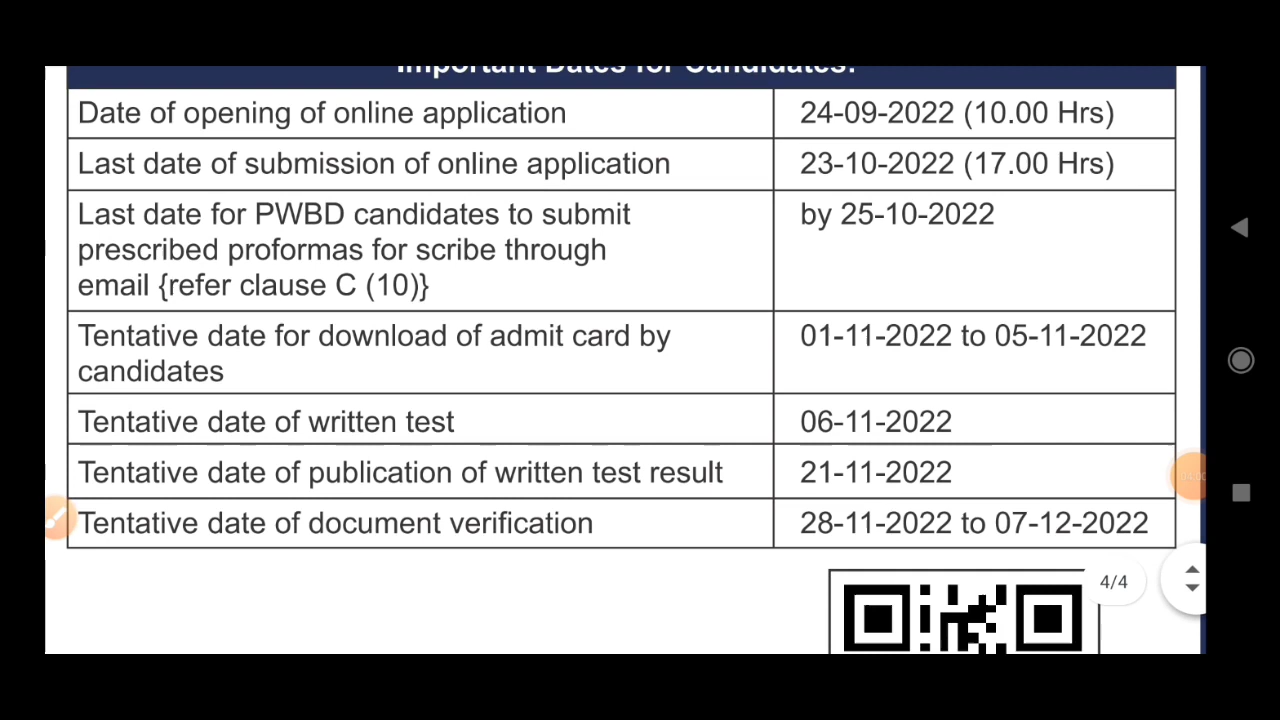 Important Dates for Candidates:
Date of opening of online application
24-09-2022 (10.00 Hrs)
Last date of submission of online application
23-10-2022 (17.00 Hrs)
Last date for PWBD candidates to submit
prescribed proformas for scribe through
email {refer clause C (10)}
by 25-10-2022
Tentative date for download of admit card by
candidates
01-11-2022 to 05-11-2022
Tentative date of written test
06-11-2022
Tentative date of publication of written test result
21-11-2022
Tentative date of document verification
28-11-2022 to 07-12-2022
4/4